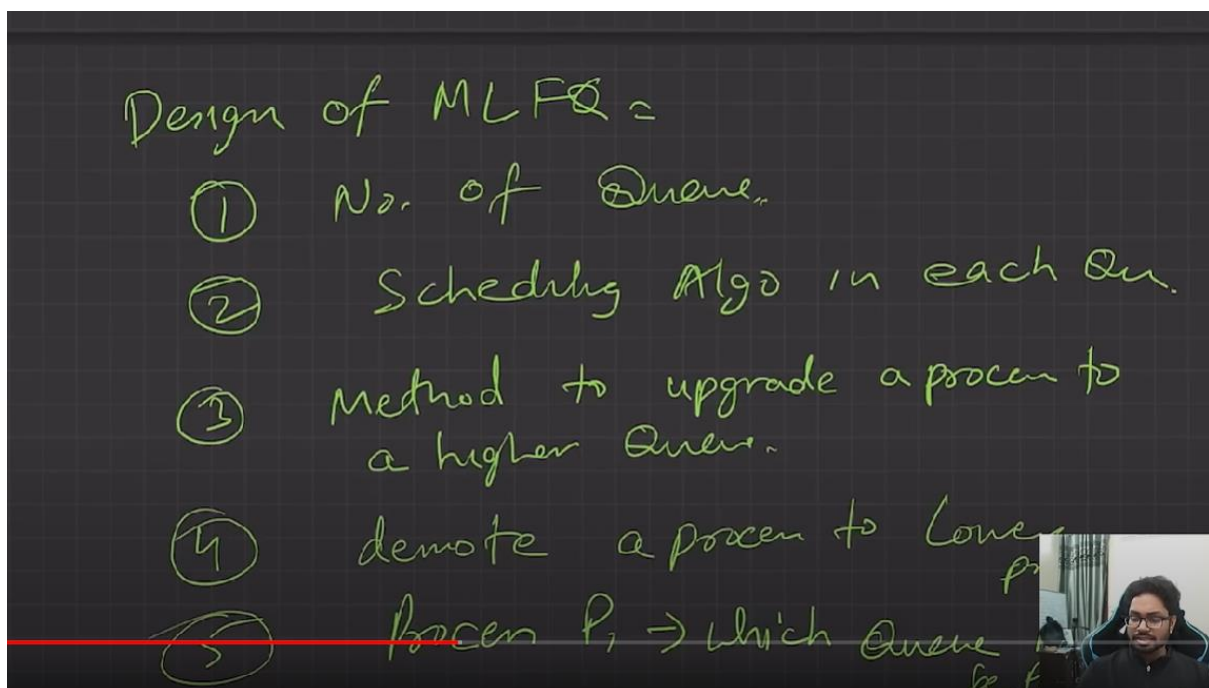 Design of MLFQ =
① No. of Queue.
② Scheduling Algo in each Qu.
③ Method to upgrade a process to
a higher Queue.
④ demote a process to Lower
⑤ Process P₁ → which Queue